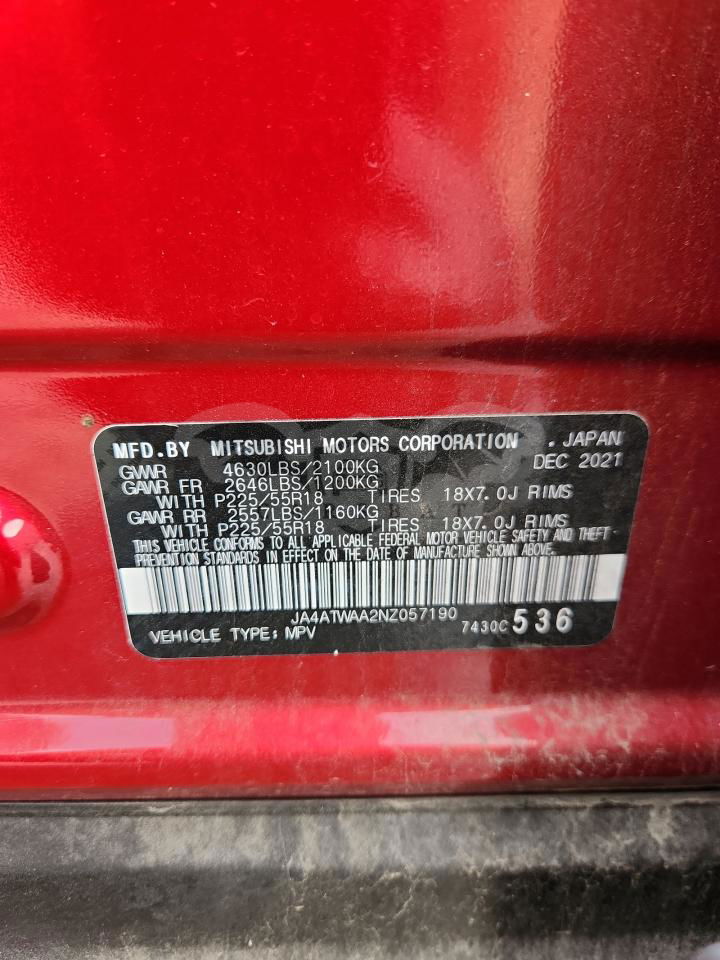 MFD.BY MITSUBISHI MOTORS CORPORATION . JAPAN
GVWR 4630LBS/2100KG DEC 2021
GAWR FR 2646LBS/1200KG
WITH P225/55R18 TIRES 18X7.0J RIMS
GAWR RR 2557LBS/1160KG
WITH P225/55R18 TIRES 18X7.0J RIMS
THIS VEHICLE CONFORMS TO ALL APPLICABLE FEDERAL MOTOR VEHICLE SAFETY AND THEFT-
PREVENTION STANDARDS IN EFFECT ON THE DATE OF MANUFACTURE SHOWN ABOVE.
JA4ATWAA2NZ057190
VEHICLE TYPE: MPV 7430C 536